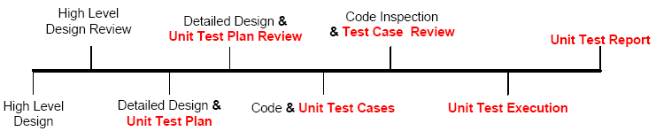 High Level
Design Review
Detailed Design & 
Unit Test Plan Review
Code Inspection
& Test Case Review
Unit Test Report
High Level
Design
Detailed Design &
Unit Test Plan
Code & Unit Test Cases
Unit Test Execution